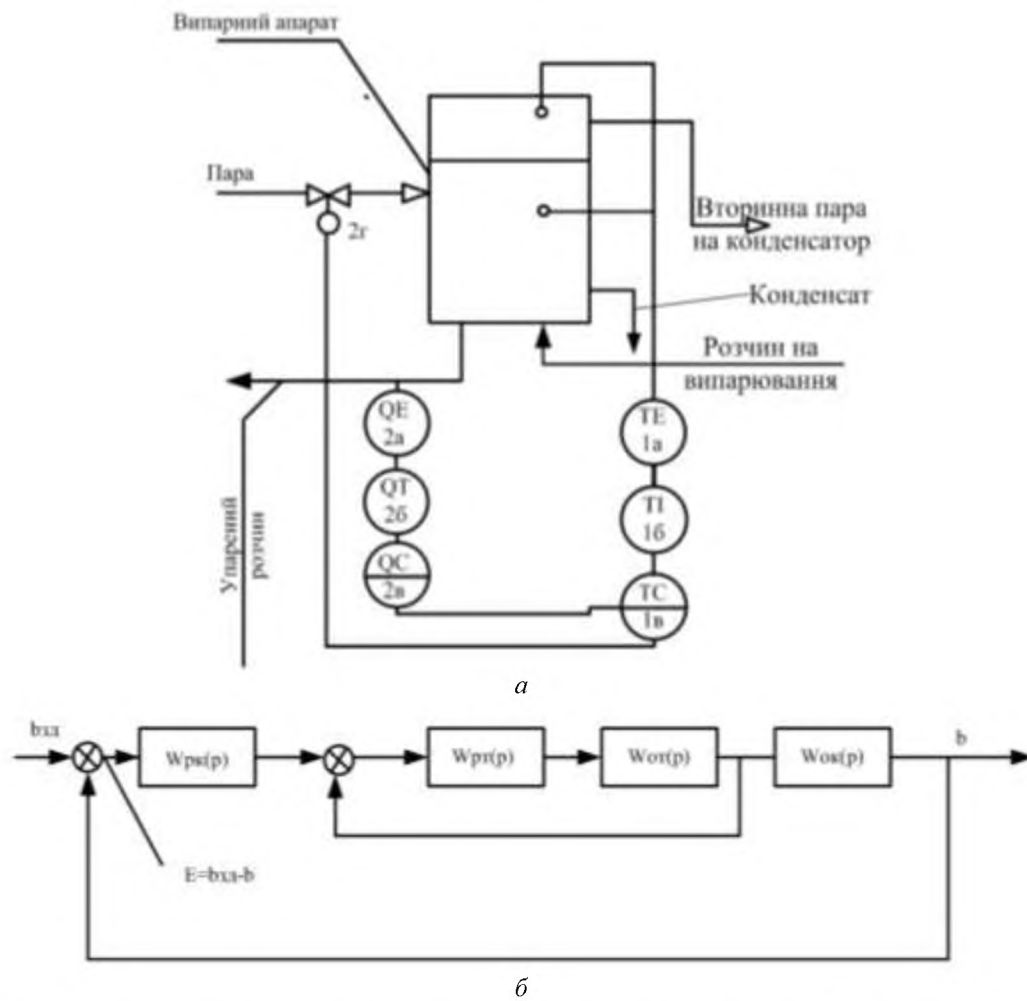 а
Випарний апарат
Пара
2г
Вторинна пара
на конденсатор
Конденсат
Розчин на
випарювання
QE
2а
TE
1а
QT
2б
TI
1б
QC
2в
TC
1в
Упарений
розчин
а
bзд
Wрк(р)
Wрт(р)
Wот(р)
Wок(р)
b
E=bзд-b
б